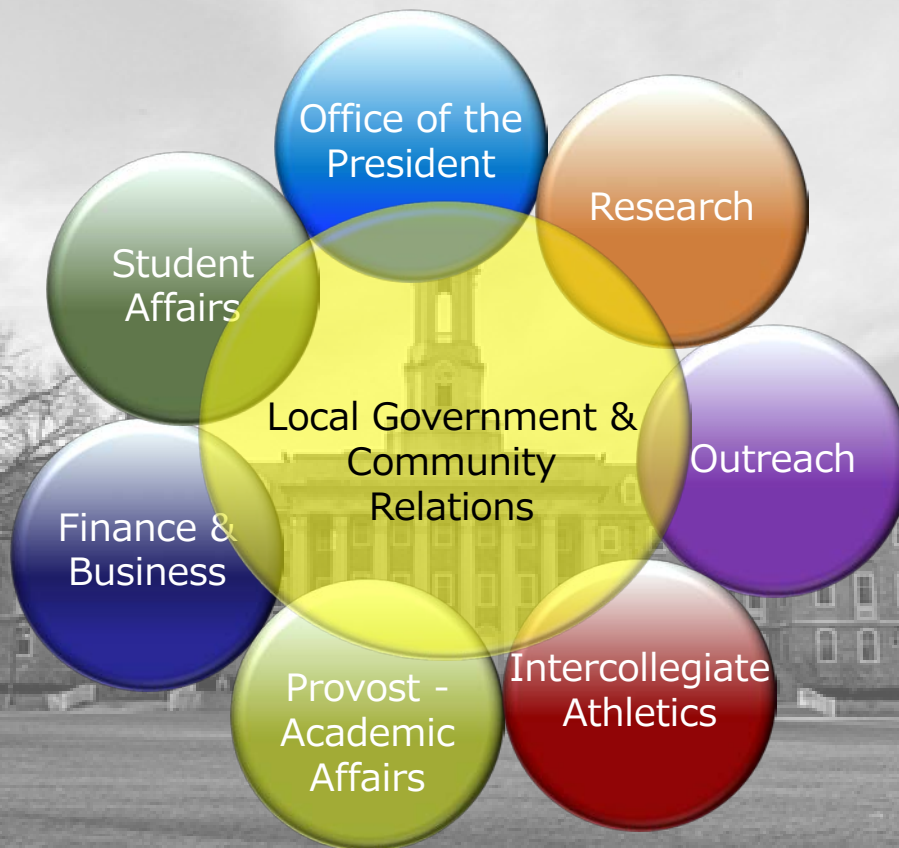 Office of the
President
Research
Student
Affairs
Local Government &
Community
Relations
Outreach
Finance &
Business
Intercollegiate
Athletics
Provost -
Academic
Affairs